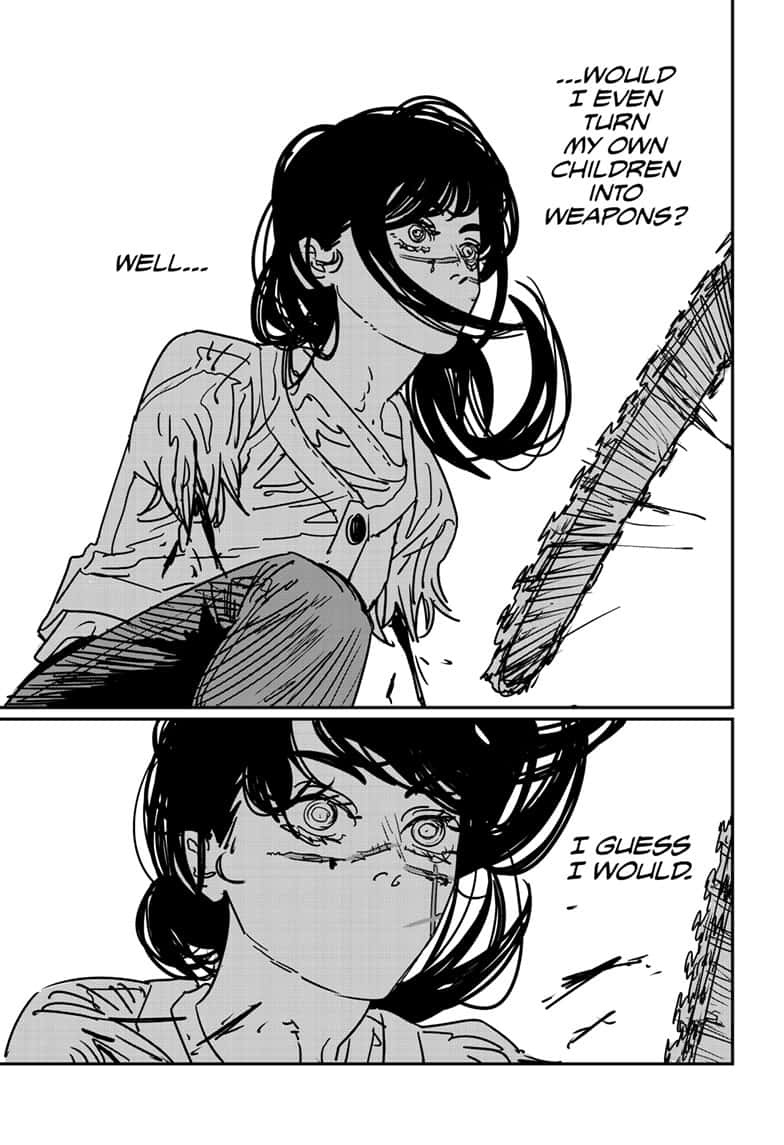 ...WOULD
I EVEN
TURN
MY OWN
CHILDREN
INTO
WEAPONS?
WELL...
I GUESS
I WOULD.